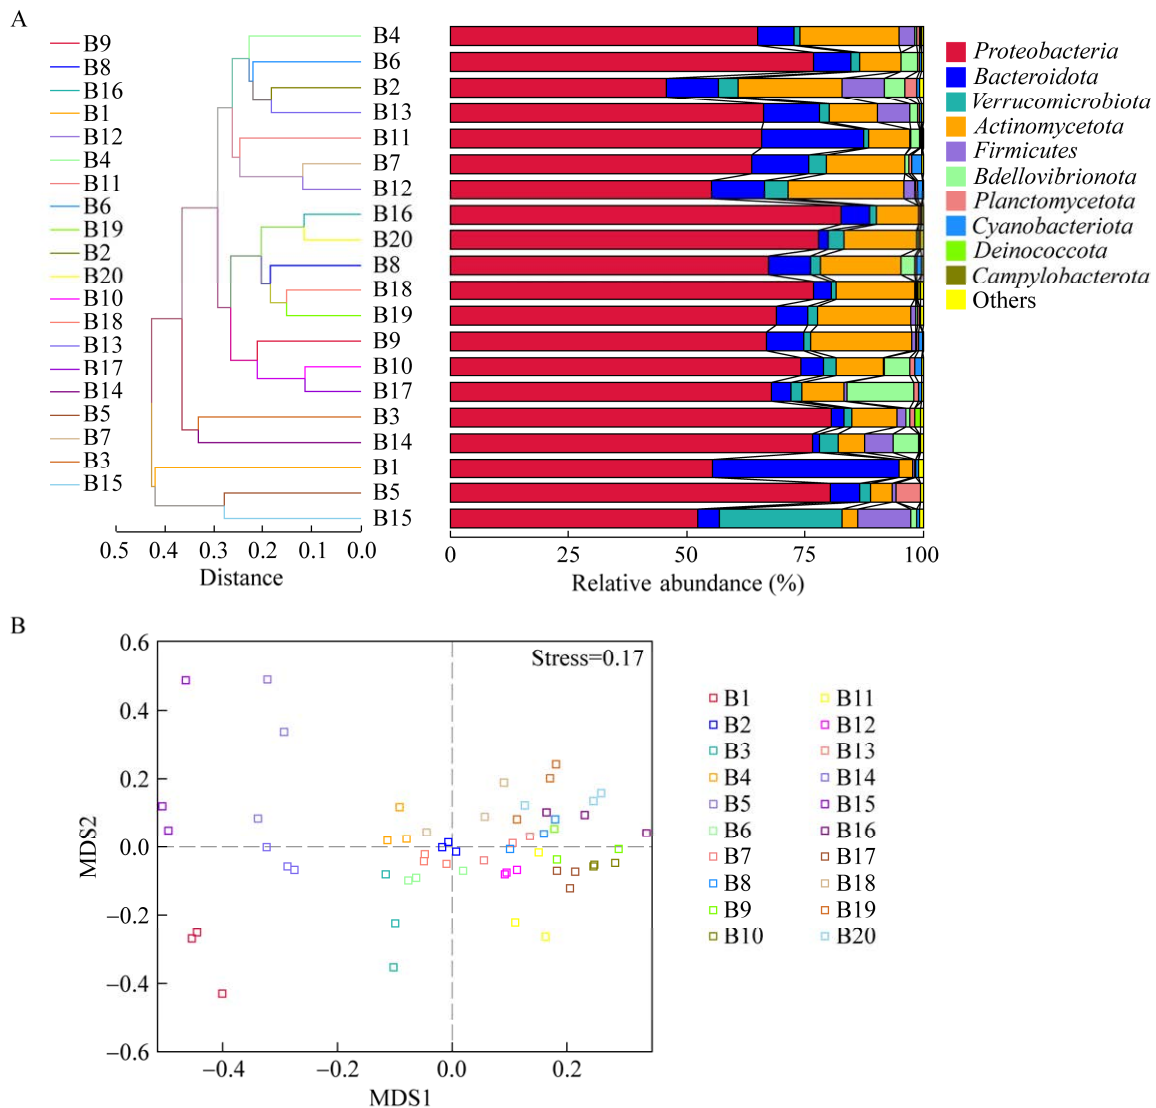 A
B9
B8
B16
B1
B12
B4
B11
B6
B19
B2
B20
B10
B18
B13
B17
B14
B5
B7
B3
B15
B4
B6
B2
B13
B11
B7
B12
B16
B20
B8
B18
B19
B9
B10
B17
B3
B14
B1
B5
B15
0.5 0.4 0.3 0.2 0.1 0.0
Distance
0 25 50 75 100
Relative abundance (%)
Proteobacteria
Bacteroidota
Verrucomicrobiota
Actinomycetota
Firmicutes
Bdellovibrionota
Planctomycetota
Cyanobacteriota
Deinococcota
Campylobacterota
Others
B
Stress=0.17
0.6
0.4
0.2
0.0
−0.2
−0.4
−0.6
MDS2
−0.4 −0.2 0.0 0.2
MDS1
B1 B11
B2 B12
B3 B13
B4 B14
B5 B15
B6 B16
B7 B17
B8 B18
B9 B19
B10 B20